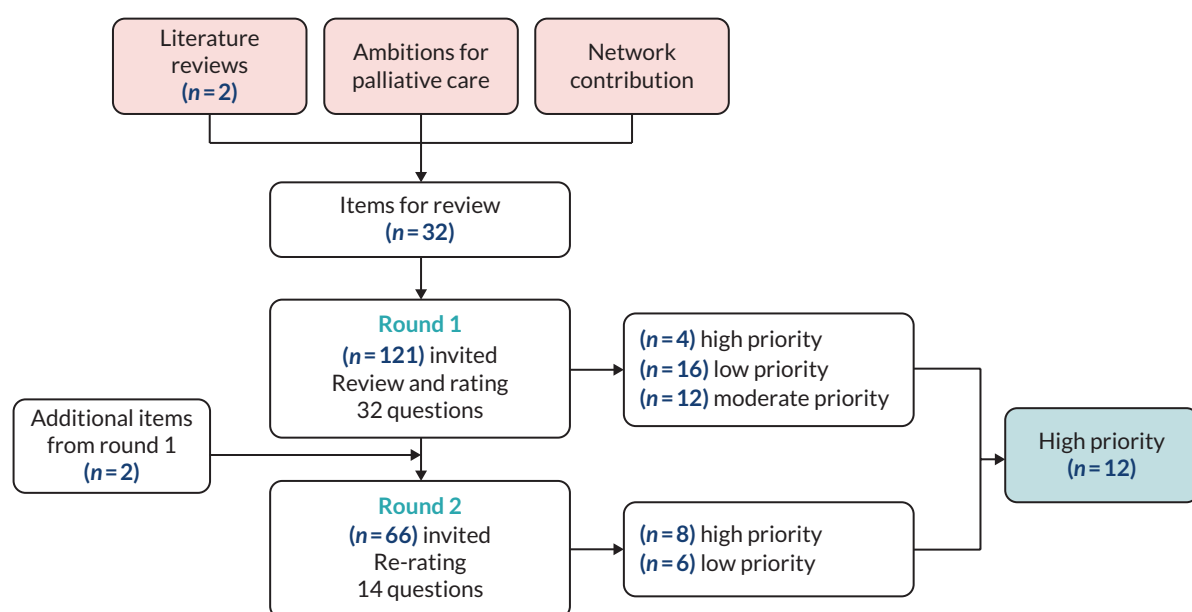 Literature
reviews
(n = 2)
Ambitions for
palliative care
Network
contribution
Items for review
(n = 32)
Round 1
(n = 121) invited
Review and rating
32 questions
(n = 4) high priority
(n = 16) low priority
(n = 12) moderate priority
Additional items
from round 1
(n = 2)
High priority
(n = 12)
Round 2
(n = 66) invited
Re-rating
14 questions
(n = 8) high priority
(n = 6) low priority